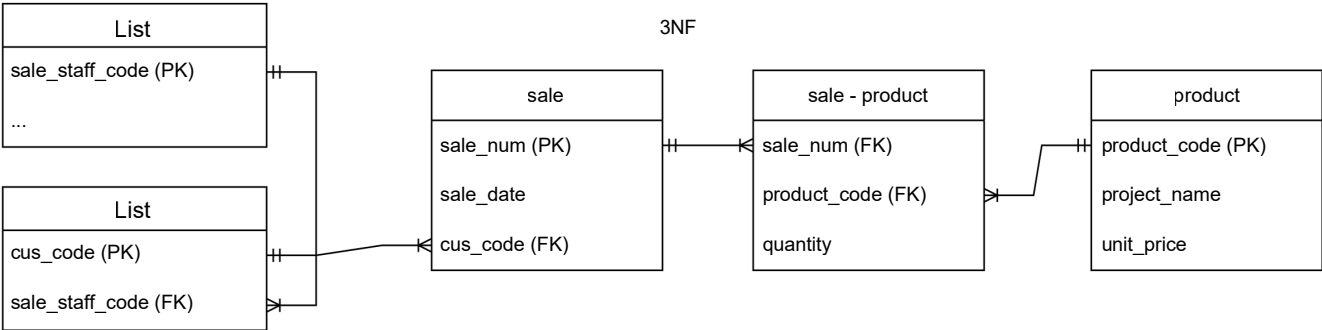 3NF
List
sale_staff_code (PK)
...
List
cus_code (PK)
sale_staff_code (FK)
sale
sale_num (PK)
sale_date
cus_code (FK)
sale - product
sale_num (FK)
product_code (FK)
quantity
product
product_code (PK)
project_name
unit_price